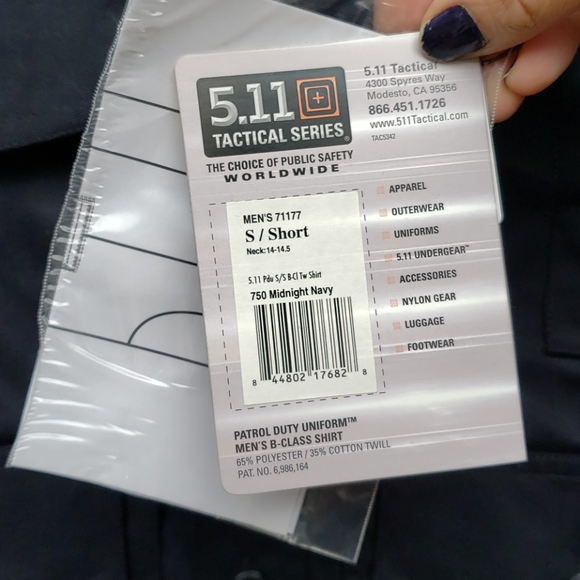 5.11
TACTICAL SERIES®
THE CHOICE OF PUBLIC SAFETY
WORLDWIDE
5.11 Tactical
4300 Spyres Way
Modesto, CA 95356
866.451.1726
www.511Tactical.com
TAC5342
MEN'S 71177
S / Short
Neck:14-14.5
5.11 Pdu S/S B-Cl Tw Shirt
750 Midnight Navy
8 44802 17682 8
APPAREL
OUTERWEAR
UNIFORMS
5.11 UNDERGEAR™
ACCESSORIES
NYLON GEAR
LUGGAGE
FOOTWEAR
PATROL DUTY UNIFORM™
MEN'S B-CLASS SHIRT
65% POLYESTER / 35% COTTON TWILL
PAT. NO. 6,986,164